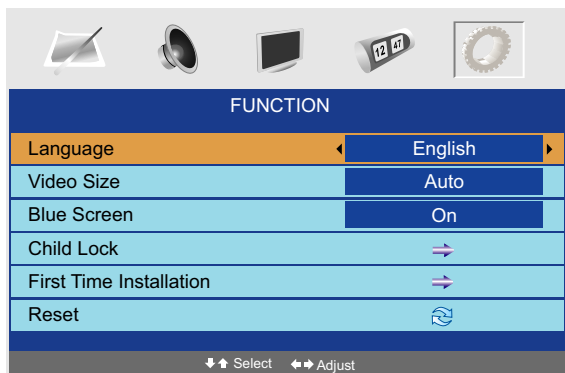 12 47
FUNCTION
Language English
Video Size Auto
Blue Screen On
Child Lock
First Time Installation
Reset
Select Adjust